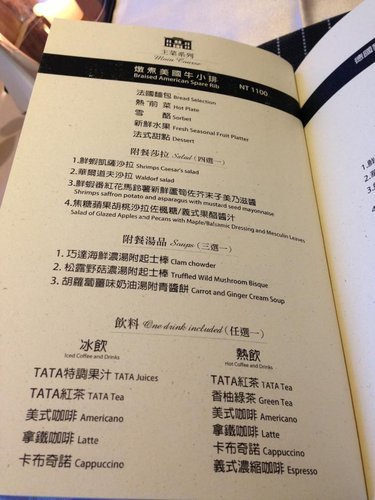 主菜系列
Main Course
燉煮美國牛小排 NT 1100
Braised American Spare Rib
法國麵包 Bread Selection
熱前菜 Hot Plate
雪酪 Sorbet
新鮮水果 Fresh Seasonal Fruit Platter
法式甜點 Dessert
附餐莎拉 Salad (四選一)
1.鮮蝦凱薩沙拉 Shrimps Caesar's salad
2.華爾道夫沙拉 Waldorf salad
3.鮮蝦番紅花馬鈴薯新鮮蘆筍佐芥末子美乃滋醬
Shrimps saffron potato and asparagus with mustard seed mayonnaise
4.焦糖蘋果胡桃沙拉佐楓糖/義式果醋醬汁
Salad of Glazed Apples and Pecans with Maple/Balsamic Dressing and Mesculin Leaves
附餐湯品 Soups (三選一)
1. 巧達海鮮濃湯附起士棒 Clam chowder
2. 松露野菇濃湯附起士棒 Truffled Wild Mushroom Bisque
3. 胡蘿蔔薑味奶油湯附青醬餅 Carrot and Ginger Cream Soup
飲料 One drink included (任選一)
冰飲
Iced Coffee and Drinks
TATA特調果汁 TATA Juices
TATA紅茶 TATA Tea
美式咖啡 Americano
拿鐵咖啡 Latte
卡布奇諾 Cappuccino
熱飲
Hot Coffee and Drinks
TATA紅茶 TATA Tea
香柚綠茶 Green Tea
美式咖啡 Americano
拿鐵咖啡 Latte
卡布奇諾 Cappuccino
義式濃縮咖啡 Espresso